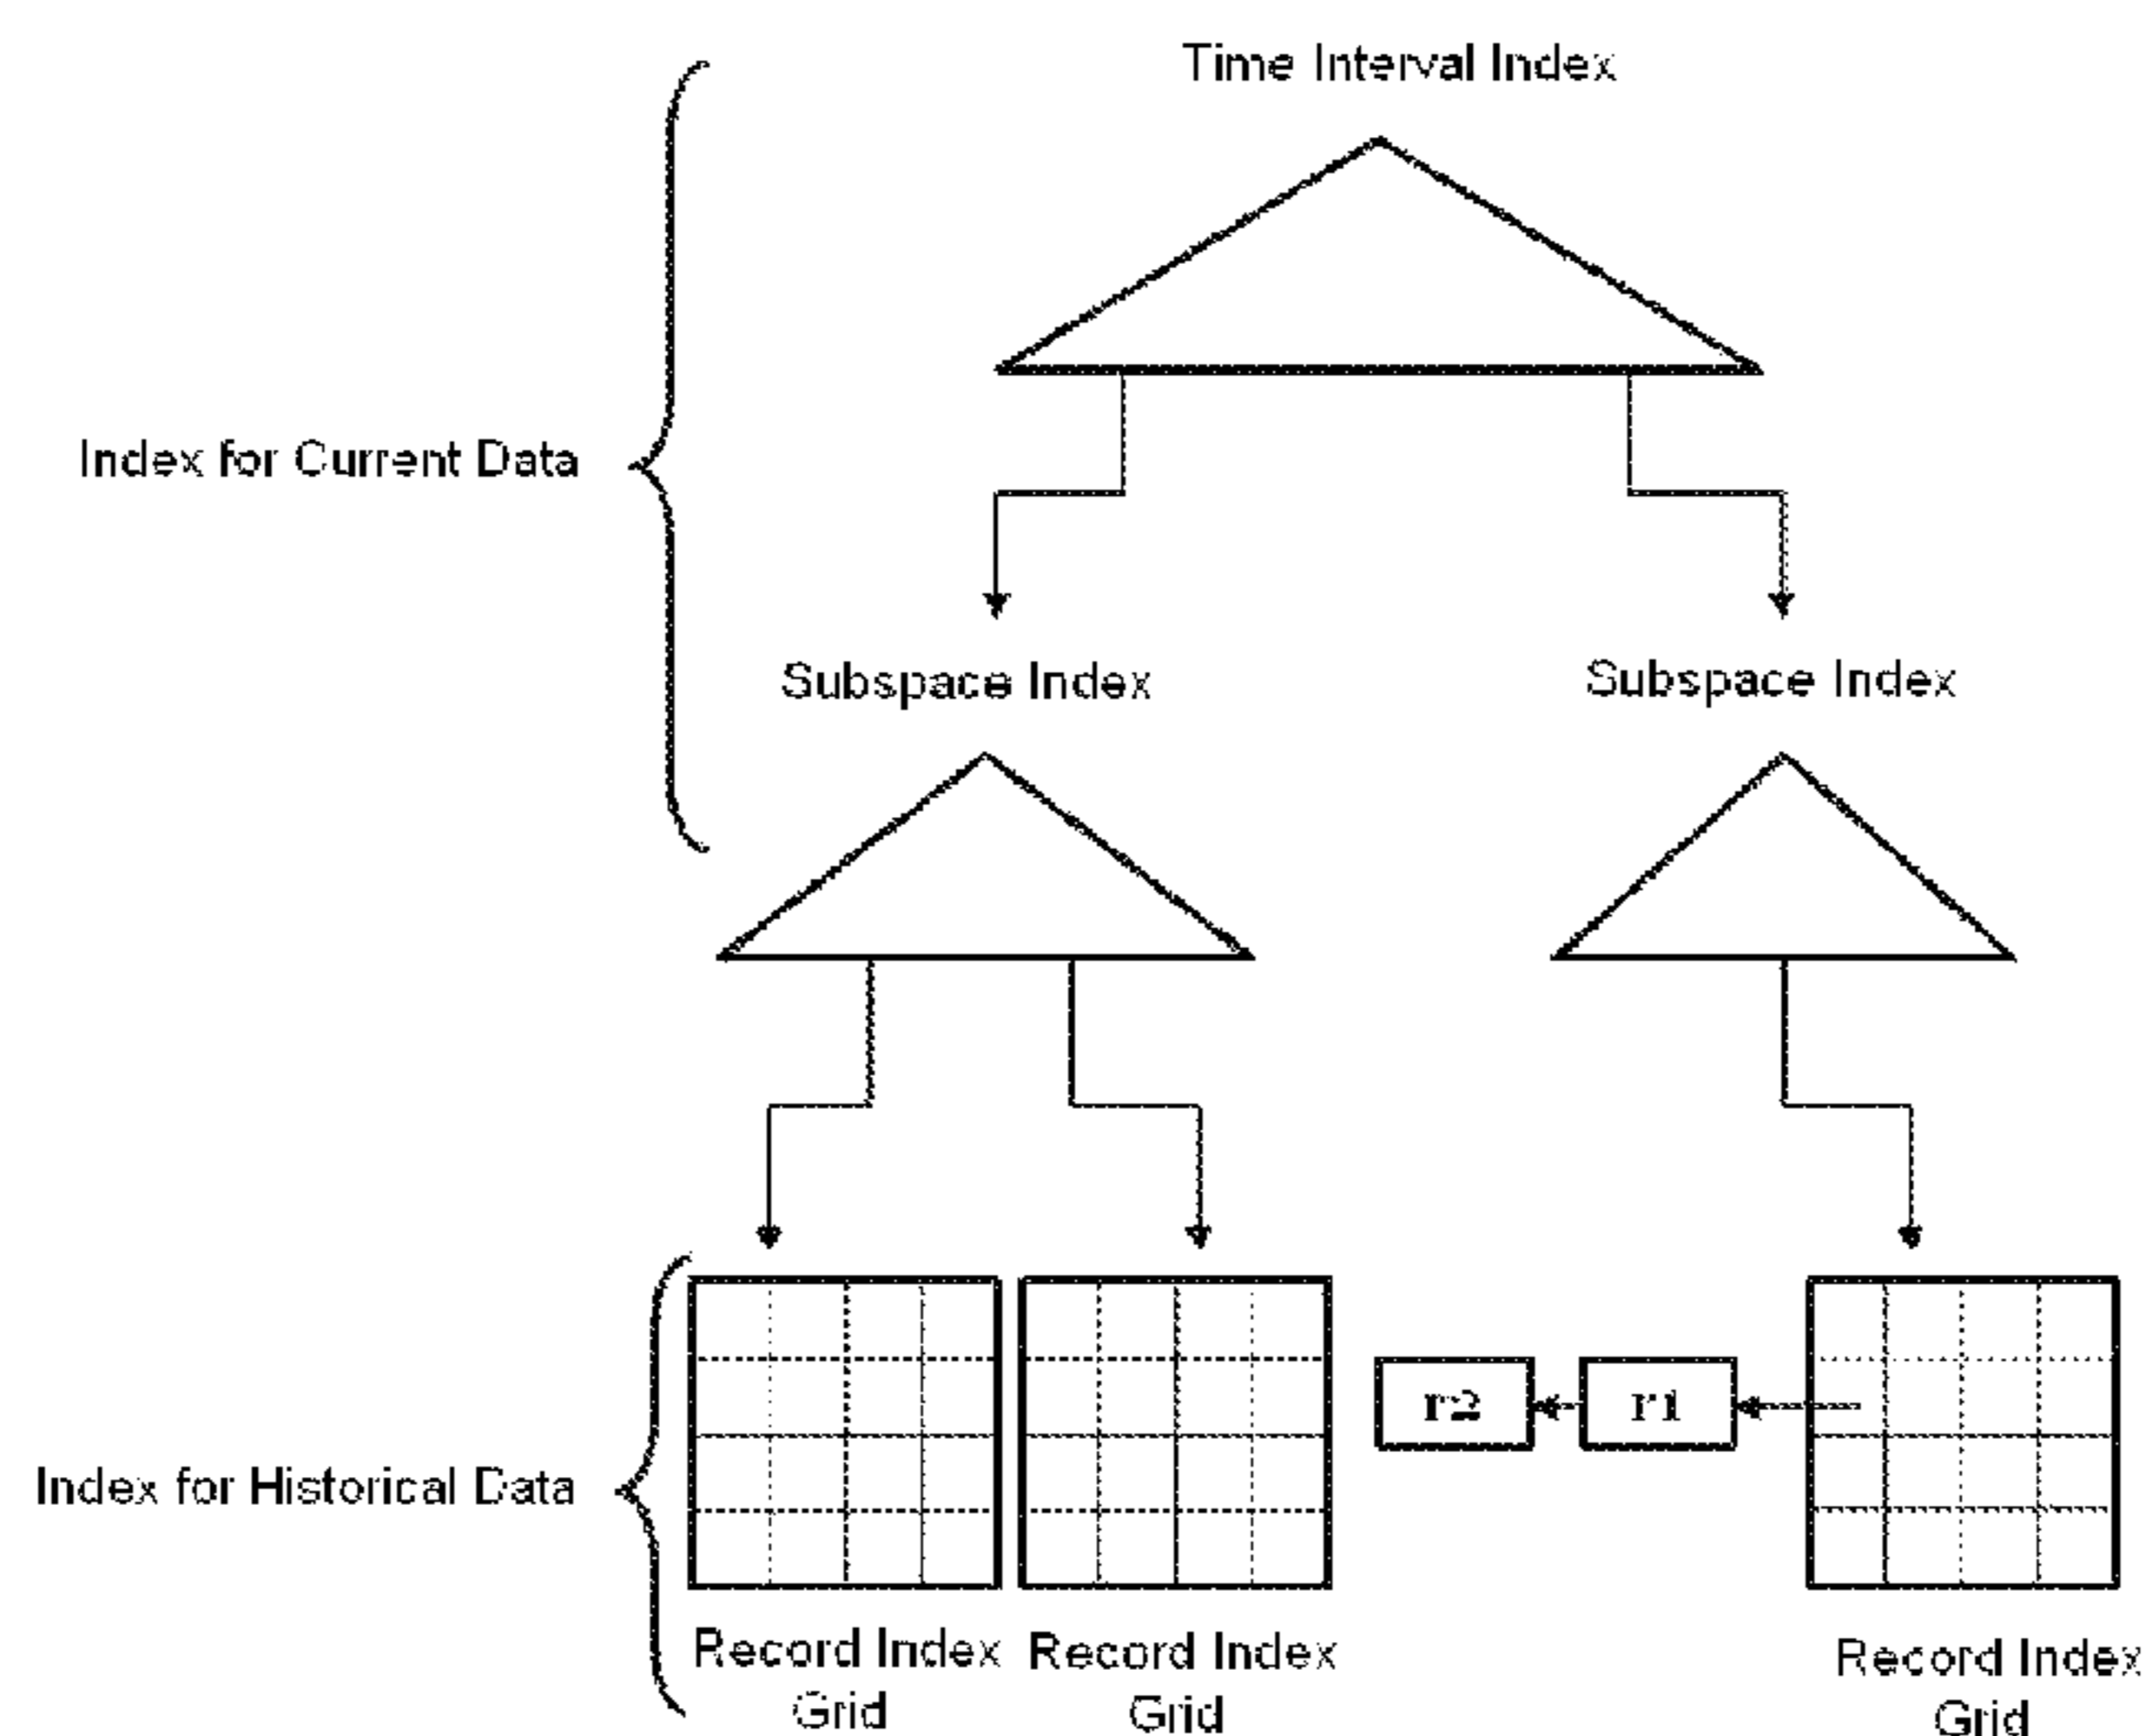 Time Interval Index
Index for Current Data
Subspace Index
Subspace Index
r2
r1
Index for Historical Data
Record Index
Grid
Record Index
Grid
Record Index
Grid